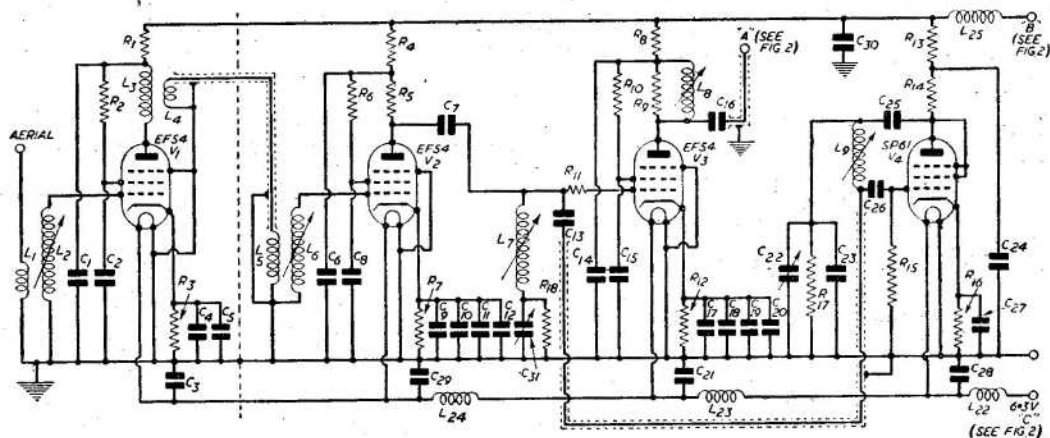 R1
R4
R8
"A" (SEE FIG.2)
C30
R13
L25
"B"
(SEE
FIG.2)
L3
L4
R2
R6
R5
C7
R10
R9
L8
C16
R14
C25
AERIAL
EF54
V1
EF54
V2
EF54
V3
L9
SP61
V4
R11
C26
L1
L2
C1
C2
L5
L6
C6
C8
L7
C13
C14
C15
C22
R17
C23
R15
C24
R3
C4
C5
R7
C9
C10
C11
C12
R18
C31
R12
C17
C18
C19
C20
R16
C27
C3
C29
L24
C21
L23
C28
L22
6·3V
"C"
(SEE FIG.2)